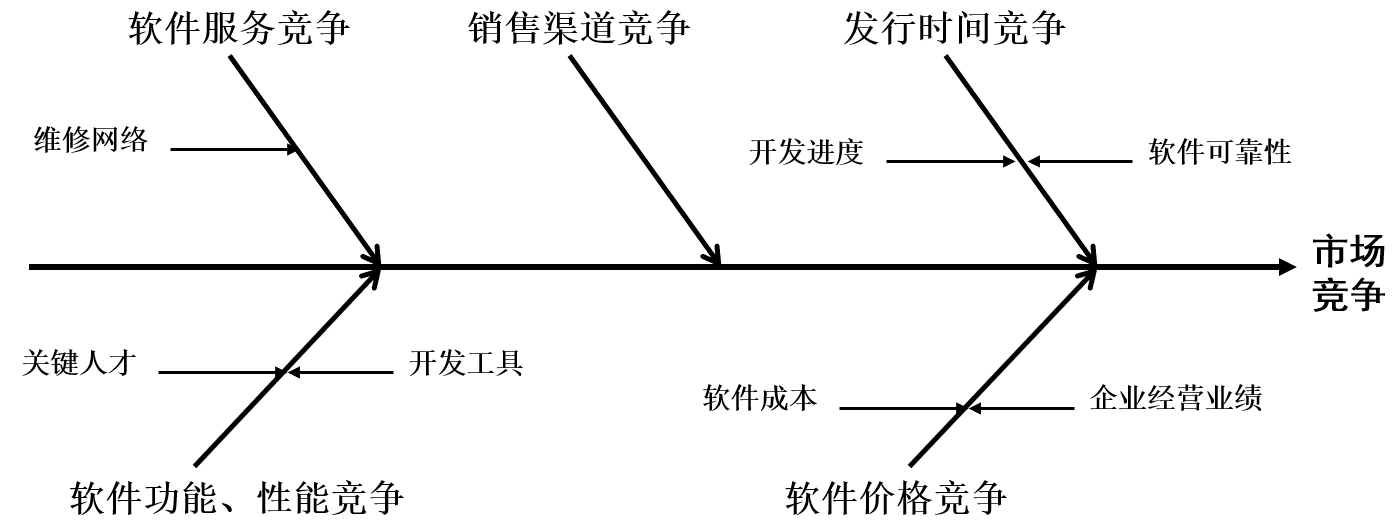 软件服务竞争
销售渠道竞争
发行时间竞争
维修网络
开发进度
软件可靠性
市场
竞争
关键人才
开发工具
软件成本
企业经营业绩
软件功能、性能竞争
软件价格竞争